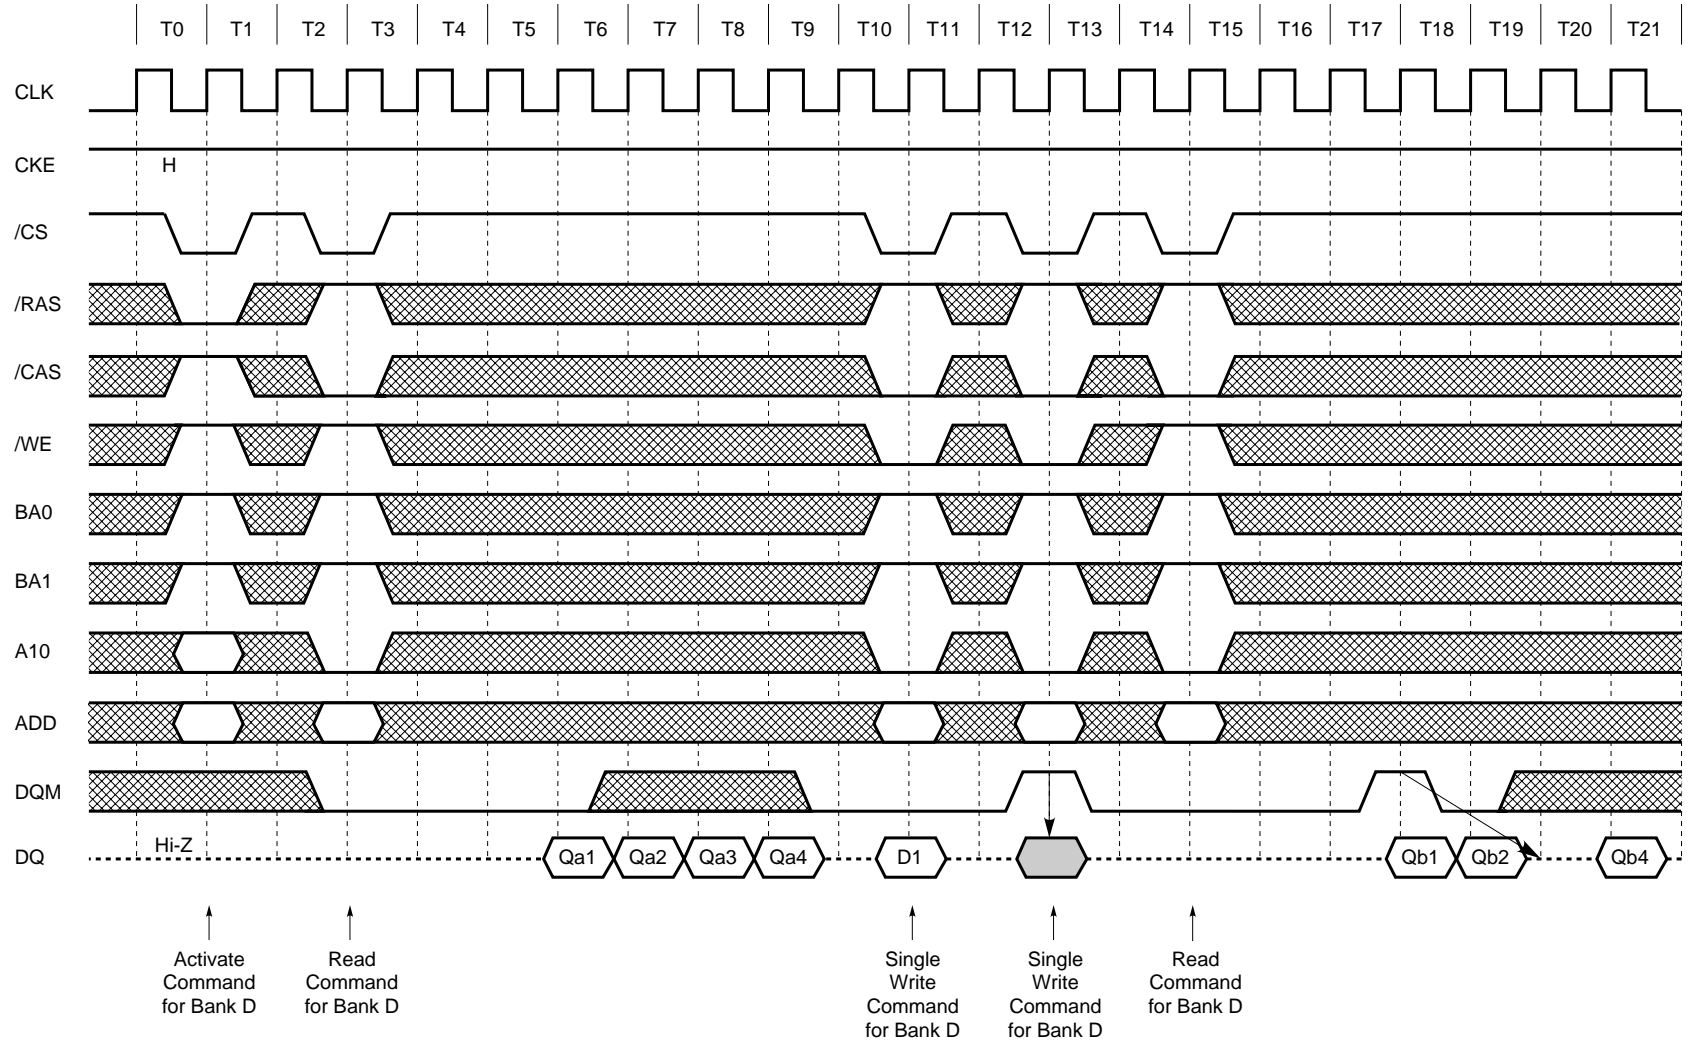 T0 T1 T2 T3 T4 T5 T6 T7 T8 T9 T10 T11 T12 T13 T14 T15 T16 T17 T18 T19 T20 T21
CLK
CKE H
/CS
/RAS
/CAS
/WE
BA0
BA1
A10
ADD
DQM
DQ Hi-Z Qa1 Qa2 Qa3 Qa4 D1 Qb1 Qb2 Qb4
Activate
Command
for Bank D
Read
Command
for Bank D
Single
Write
Command
for Bank D
Single
Write
Command
for Bank D
Read
Command
for Bank D